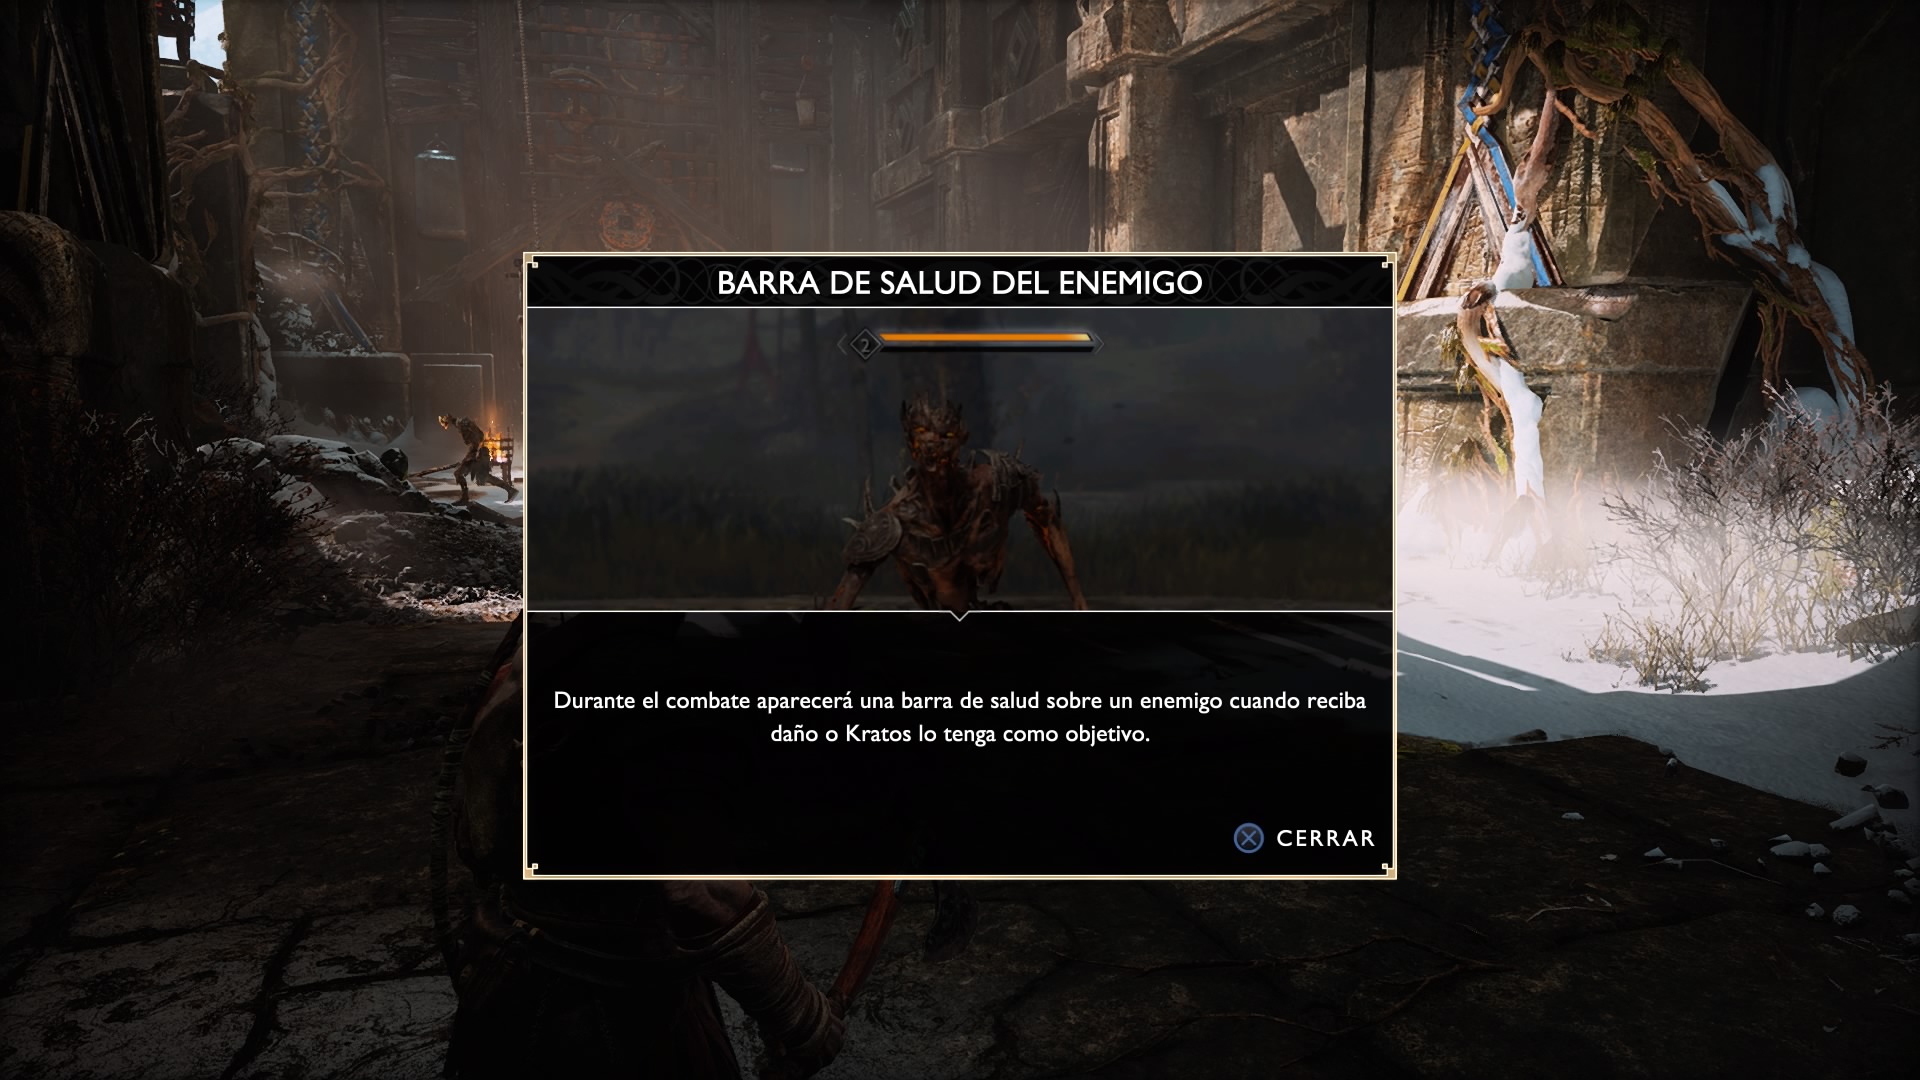 BARRA DE SALUD DEL ENEMIGO
2
Durante el combate aparecerá una barra de salud sobre un enemigo cuando reciba
daño o Kratos lo tenga como objetivo.
CERRAR